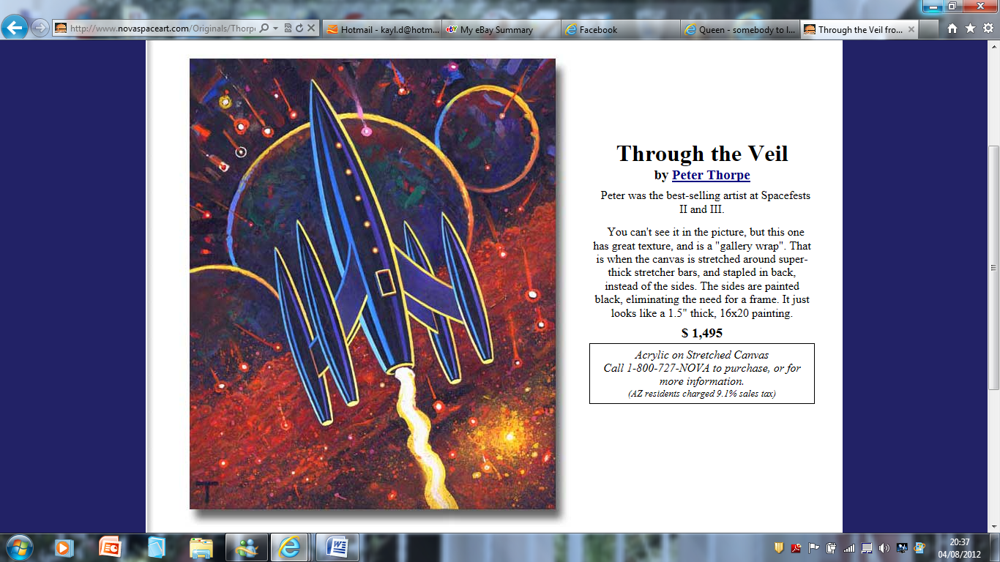 http://www.novaspaceart.com/Originals/Thorp
Hotmail - kayl.d@hotm...
My eBay Summary
Facebook
Queen - somebody to l...
Through the Veil fro...
Through the Veil
by Peter Thorpe
Peter was the best-selling artist at Spacefests
II and III.
You can't see it in the picture, but this one
has great texture, and is a "gallery wrap". That
is when the canvas is stretched around super-
thick stretcher bars, and stapled in back,
instead of the sides. The sides are painted
black, eliminating the need for a frame. It just
looks like a 1.5" thick, 16x20 painting.
$ 1,495
Acrylic on Stretched Canvas
Call 1-800-727-NOVA to purchase, or for
more information.
(AZ residents charged 9.1% sales tax)
T
20:37
04/08/2012